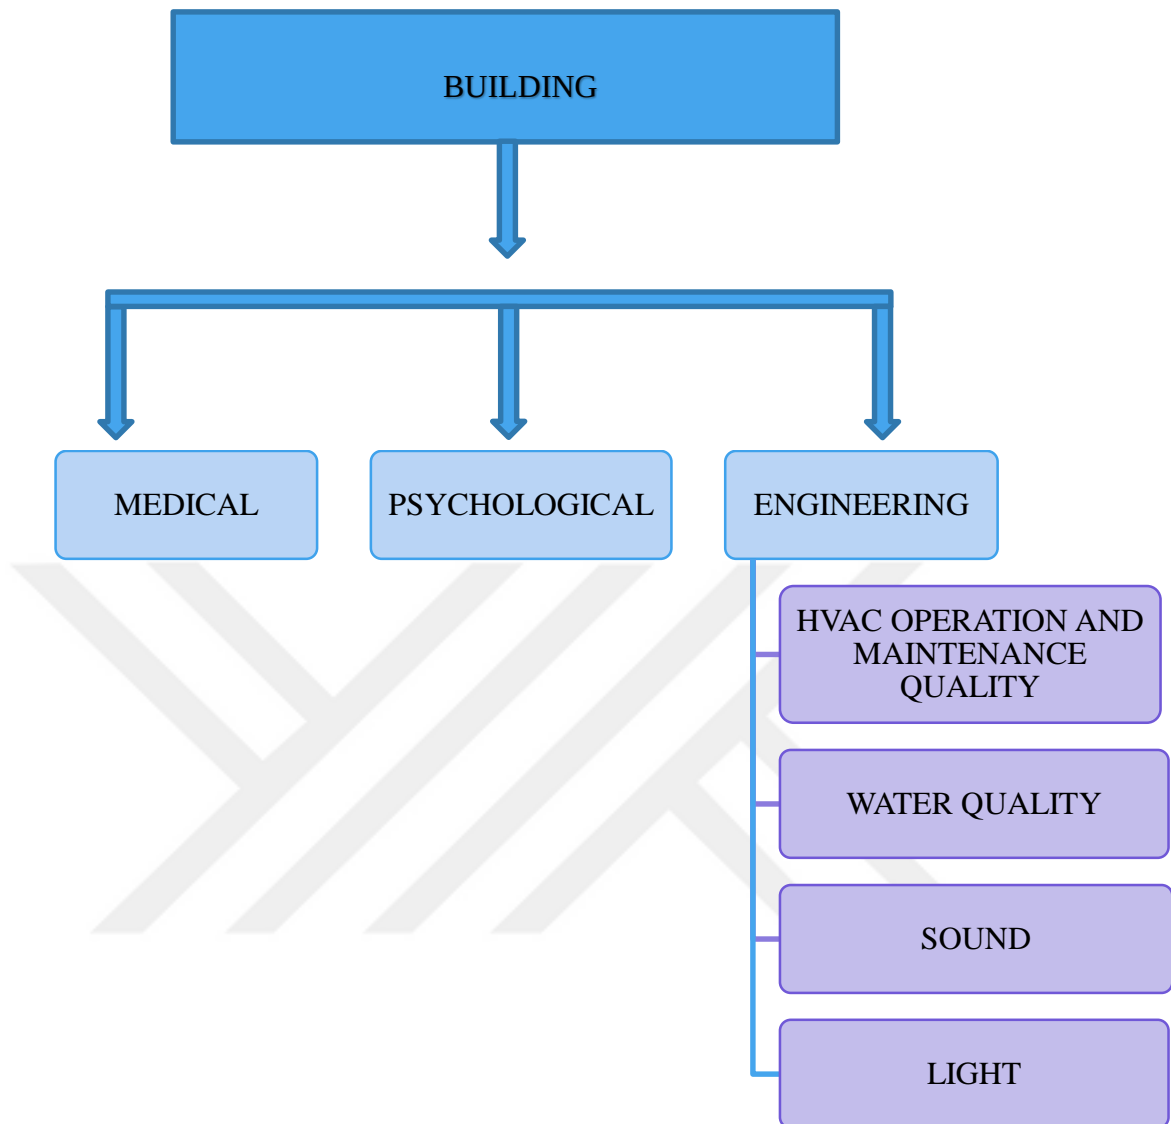 BUILDING
MEDICAL
PSYCHOLOGICAL
ENGINEERING
HVAC OPERATION AND
MAINTENANCE
QUALITY
WATER QUALITY
SOUND
LIGHT